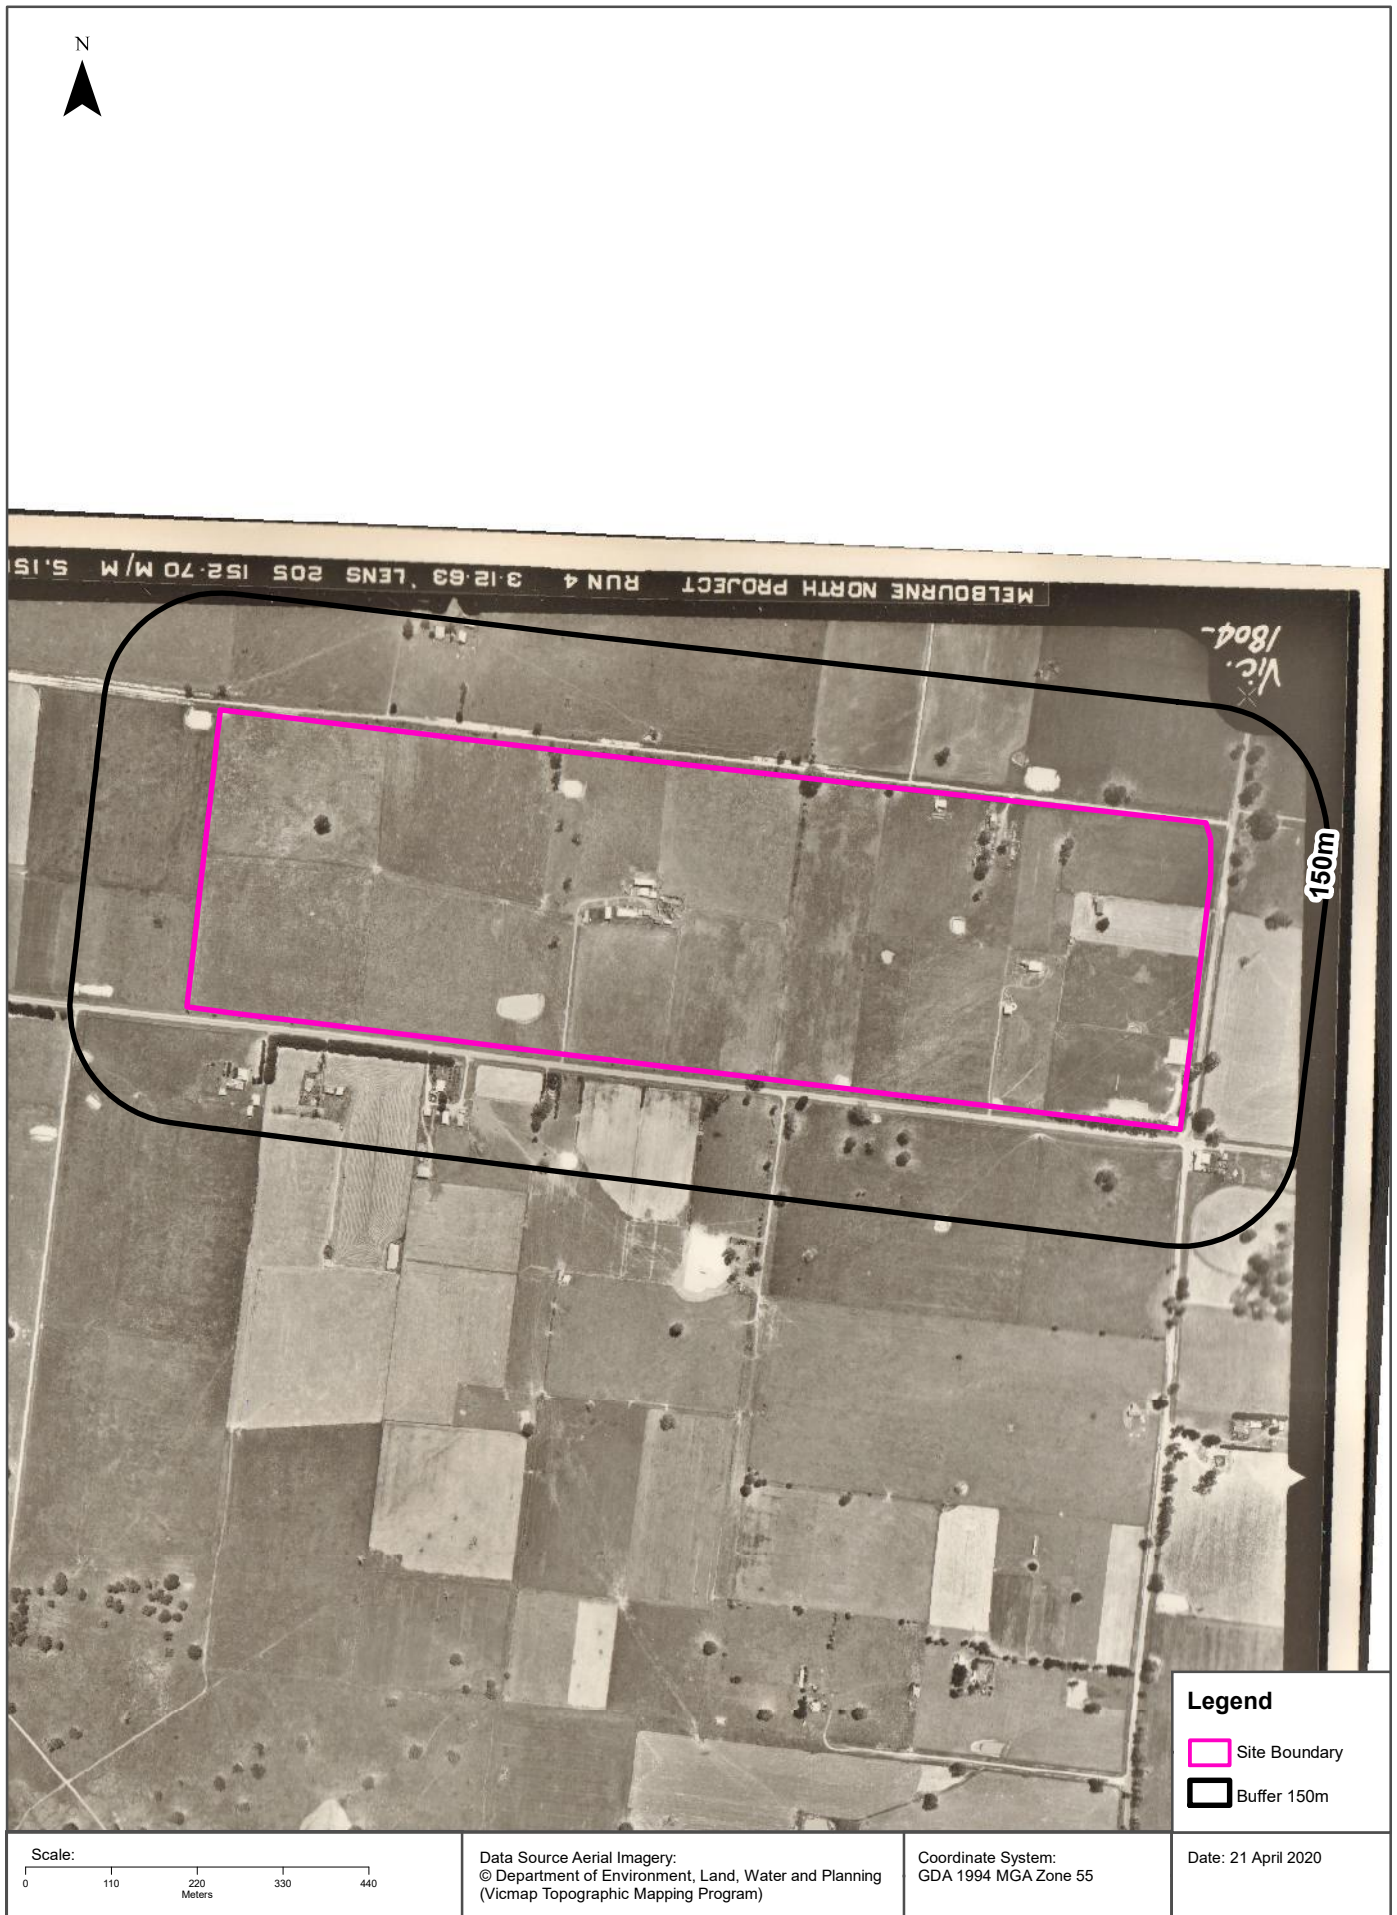 N
MELBOURNE NORTH PROJECT RUN 4 3·12·63 LENS 205 152·70 M/M 5,15
Vic.
1804-
150m
Legend
Site Boundary
Buffer 150m
Scale:
0 110 220 330 440
Meters
Data Source Aerial Imagery:
© Department of Environment, Land, Water and Planning
(Vicmap Topographic Mapping Program)
Coordinate System:
GDA 1994 MGA Zone 55
Date: 21 April 2020